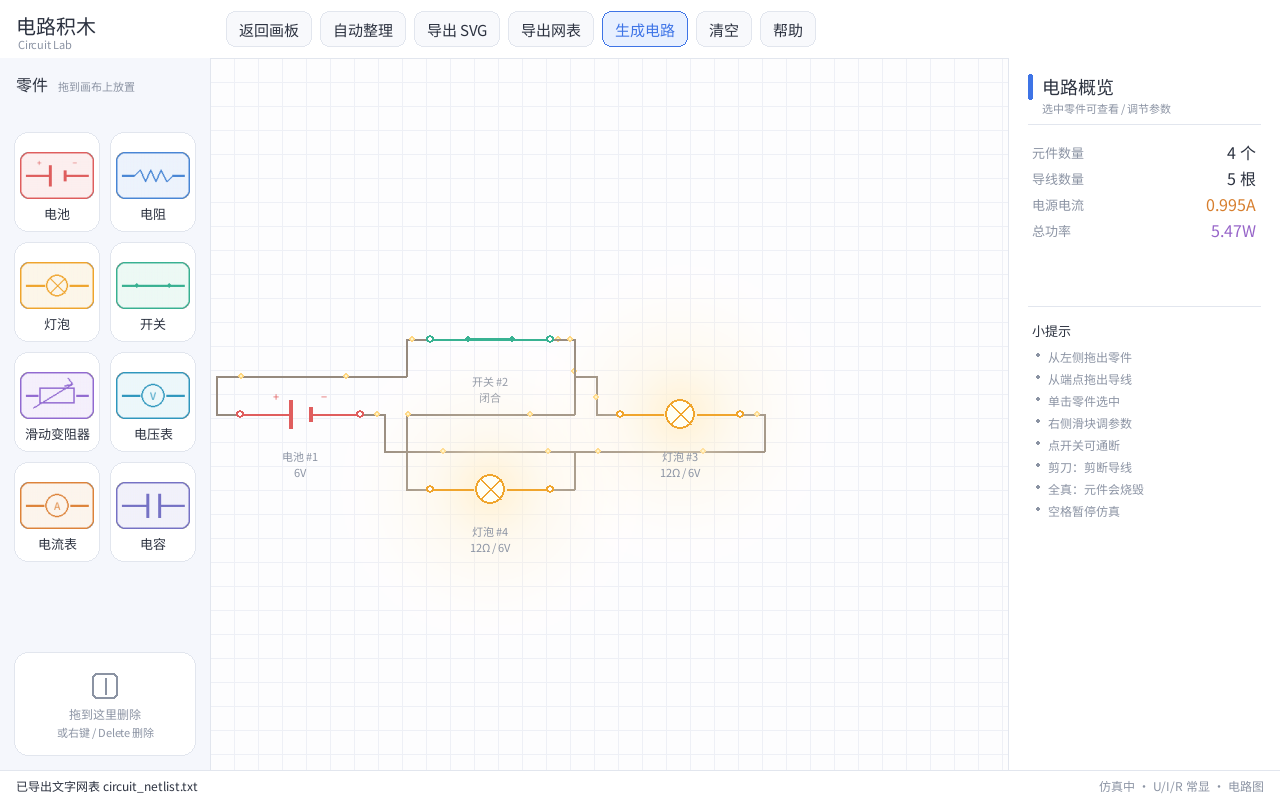 电路积木
Circuit Lab
返回画板
自动整理
导出 SVG
导出网表
生成电路
清空
帮助
零件
拖到画布上放置
+
−
电池
电阻
灯泡
开关
滑动变阻器
V
电压表
A
电流表
电容
拖到这里删除
或右键 / Delete 删除
开关 #2
闭合
+
−
电池 #1
6V
灯泡 #3
12Ω / 6V
灯泡 #4
12Ω / 6V
电路概览
选中零件可查看 / 调节参数
元件数量 4 个
导线数量 5 根
电源电流 0.995A
总功率 5.47W
小提示
从左侧拖出零件
从端点拖出导线
单击零件选中
右侧滑块调参数
点开关可通断
剪刀：剪断导线
全真：元件会烧毁
空格暂停仿真
已导出文字网表 circuit_netlist.txt
仿真中 · U/I/R 常显 · 电路图